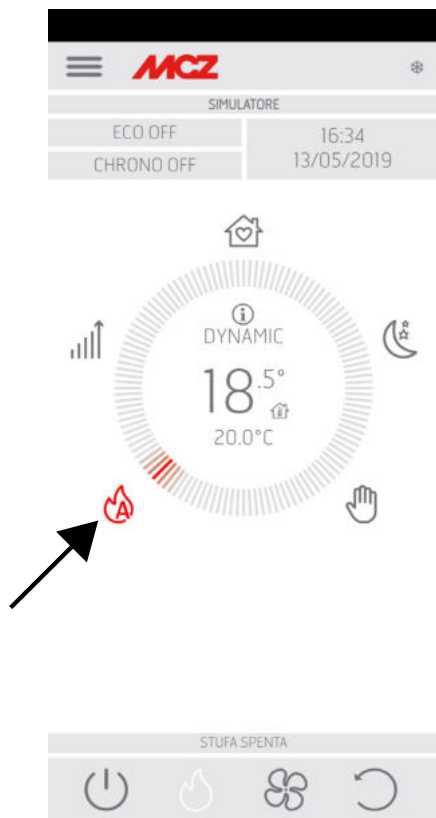 MCZ
SIMULATORE
ECO OFF
CHRONO OFF
16:34
13/05/2019
DYNAMIC
18.5°
20.0°C
A
STUFA SPENTA